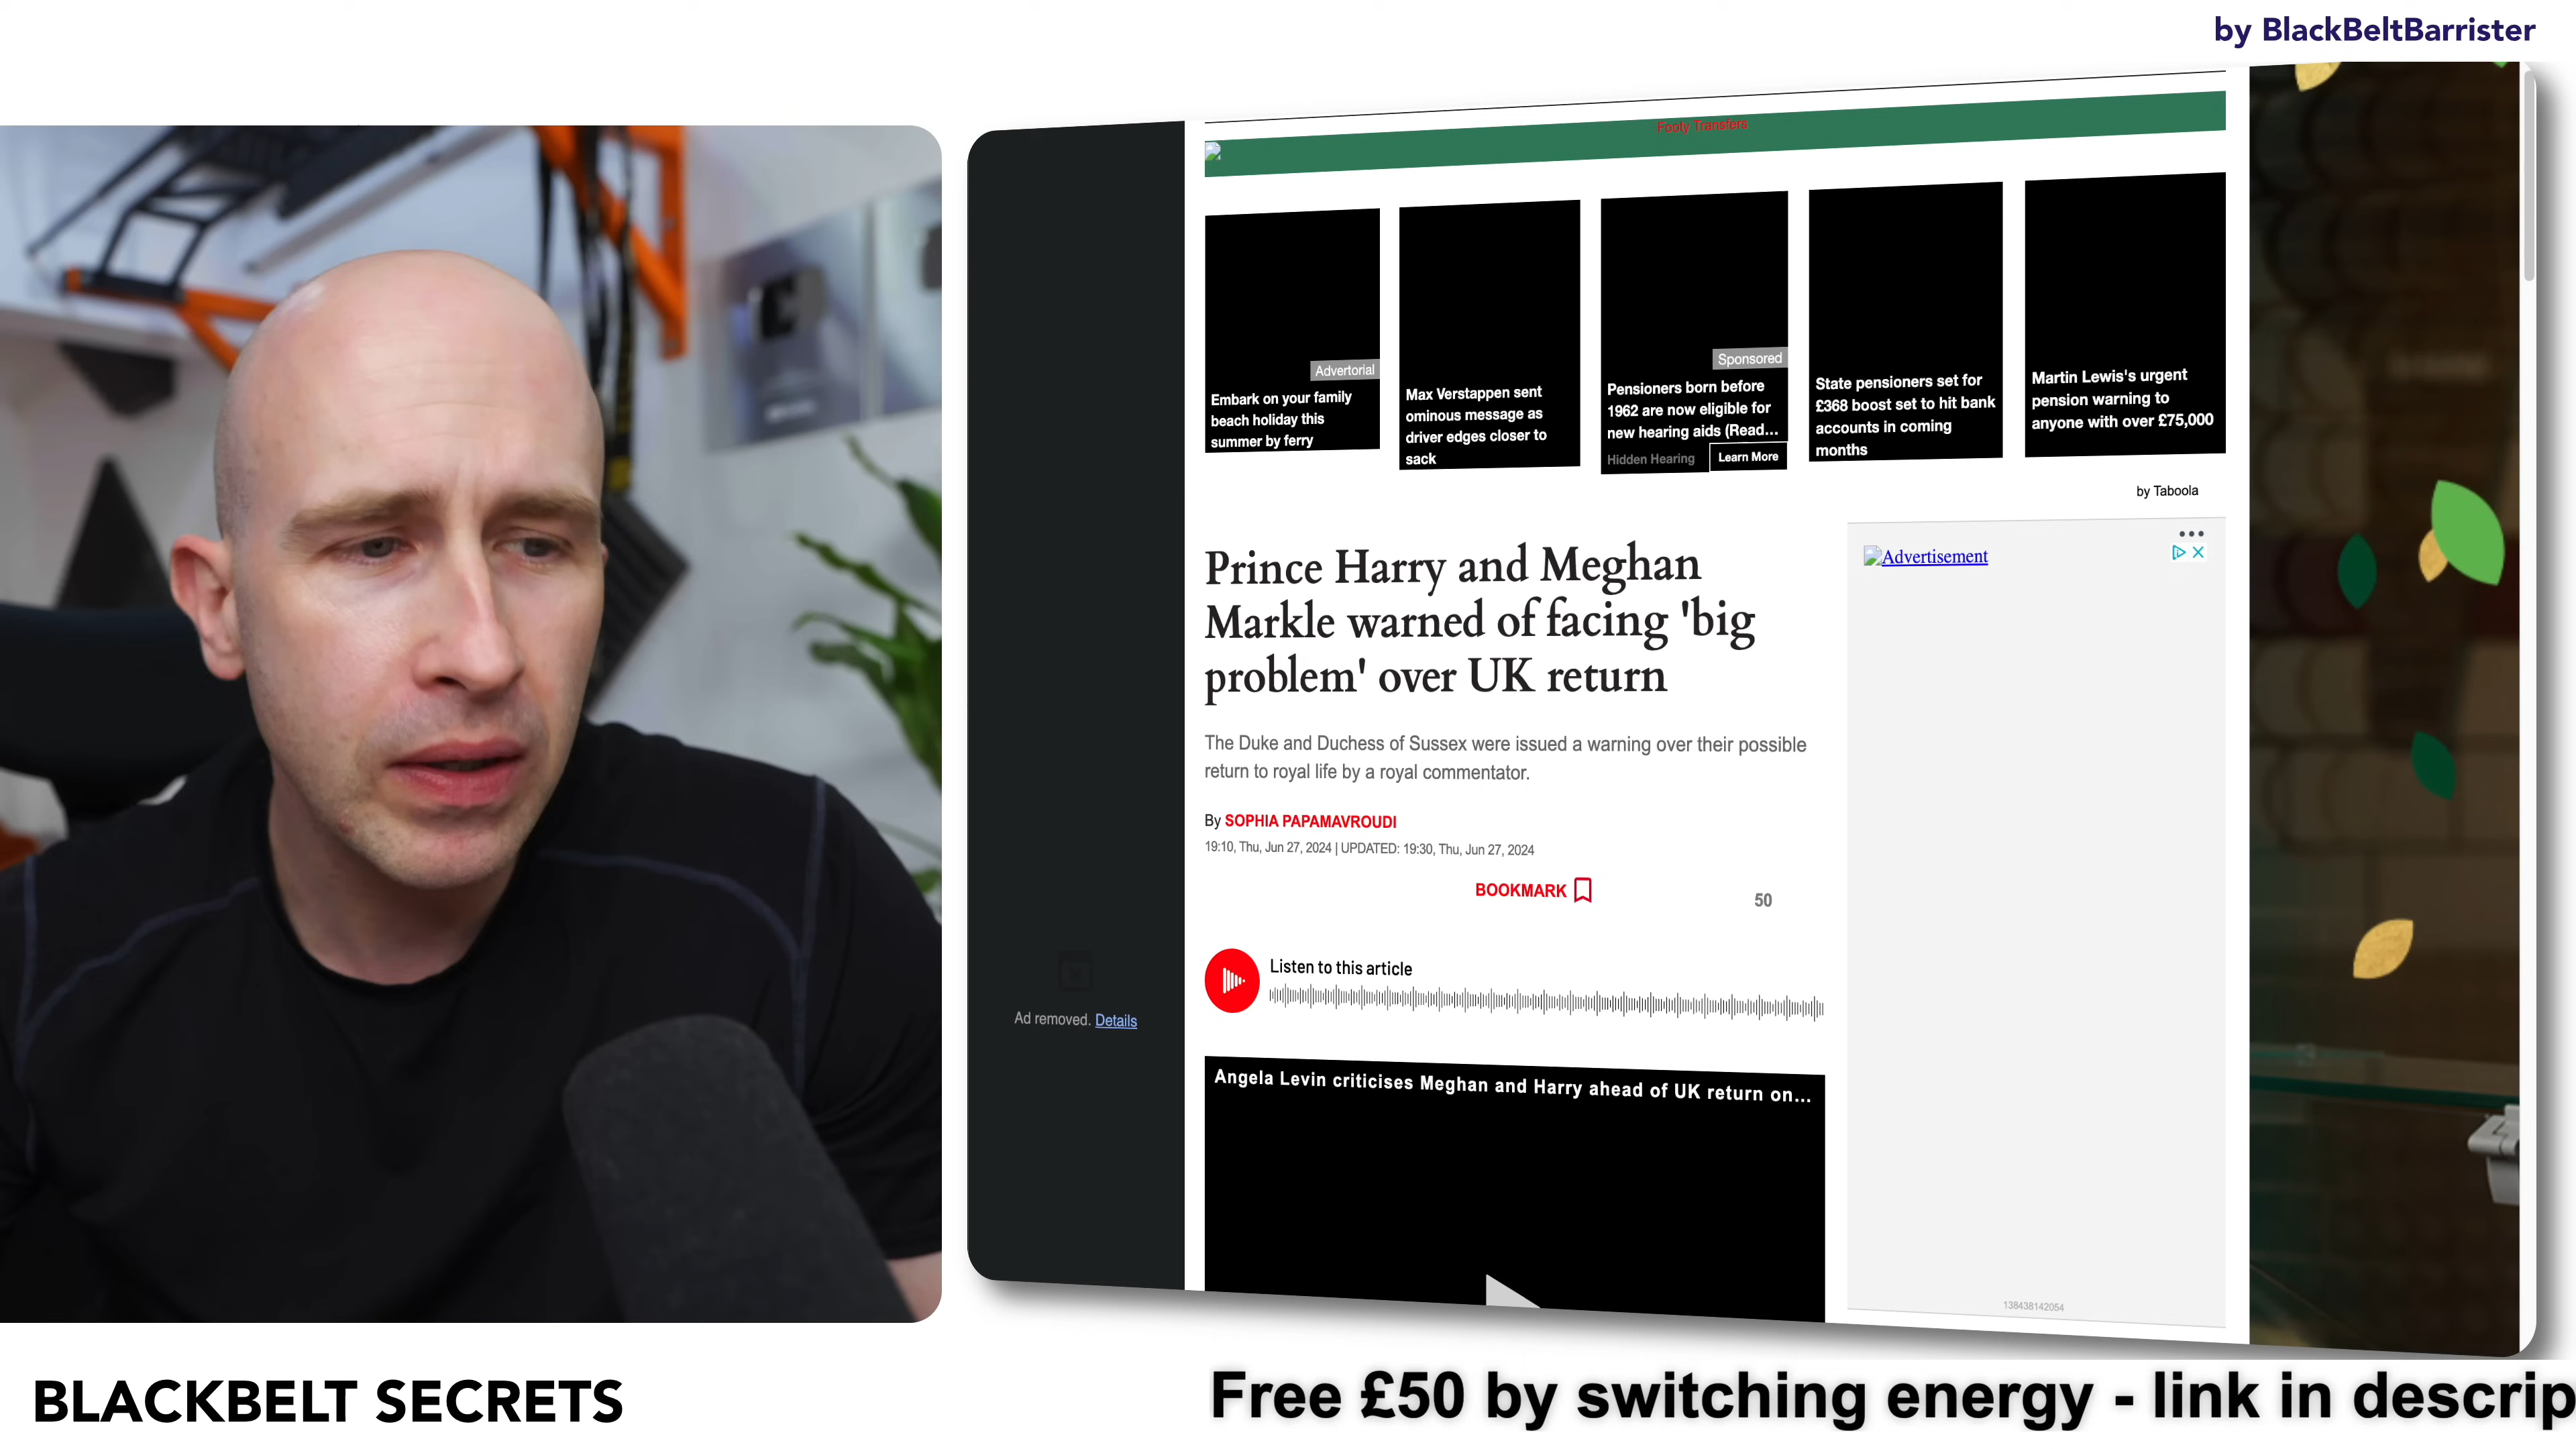 by BlackBeltBarrister
Footy Transfers
Advertorial
Embark on your family
beach holiday this
summer by ferry
Max Verstappen sent
ominous message as
driver edges closer to
sack
Sponsored
Pensioners born before
1962 are now eligible for
new hearing aids (Read...
Hidden Hearing
Learn More
State pensioners set for
£368 boost set to hit bank
accounts in coming
months
Martin Lewis's urgent
pension warning to
anyone with over £75,000
by Taboola
Prince Harry and Meghan
Markle warned of facing 'big
problem' over UK return
The Duke and Duchess of Sussex were issued a warning over their possible
return to royal life by a royal commentator.
By SOPHIA PAPAMAVROUDI
19:10, Thu, Jun 27, 2024 | UPDATED: 19:30, Thu, Jun 27, 2024
BOOKMARK
50
Listen to this article
Angela Levin criticises Meghan and Harry ahead of UK return on...
Advertisement
138438142054
Ad removed. Details
BLACKBELT SECRETS
Free £50 by switching energy - link in descrip